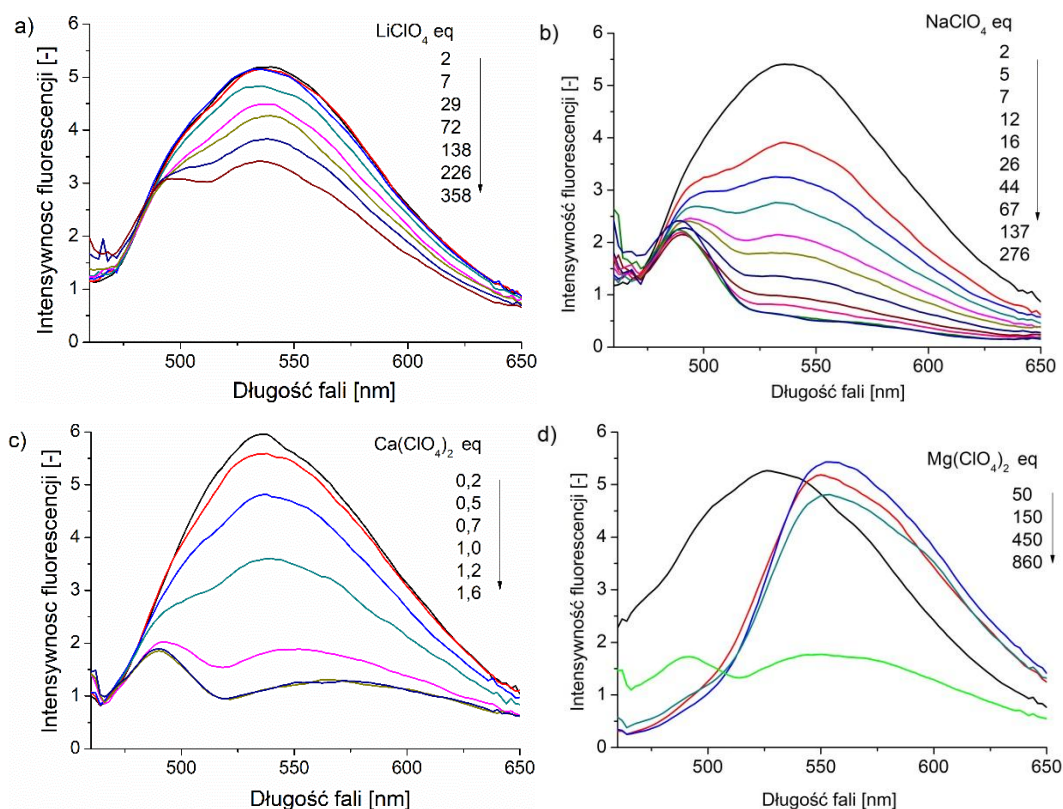 a)
LiClO4 eq
2
7
29
72
138
226
358
Intensywnosc fluorescencji [-]
6
5
4
3
2
1
0
500 550 600 650
Długość fali [nm]
b)
NaClO4 eq
2
5
7
12
16
26
44
67
137
276
Intensywność fluorescencji [-]
6
5
4
3
2
1
0
500 550 600 650
Długość fali [nm]
c)
Ca(ClO4)2 eq
0,2
0,5
0,7
1,0
1,2
1,6
Intensywnosc fluorescencji [-]
6
5
4
3
2
1
0
500 550 600 650
Długość fali [nm]
d)
Mg(ClO4)2 eq
50
150
450
860
Intensywność fluorescencji [-]
6
5
4
3
2
1
0
500 550 600 650
Długość fali [nm]